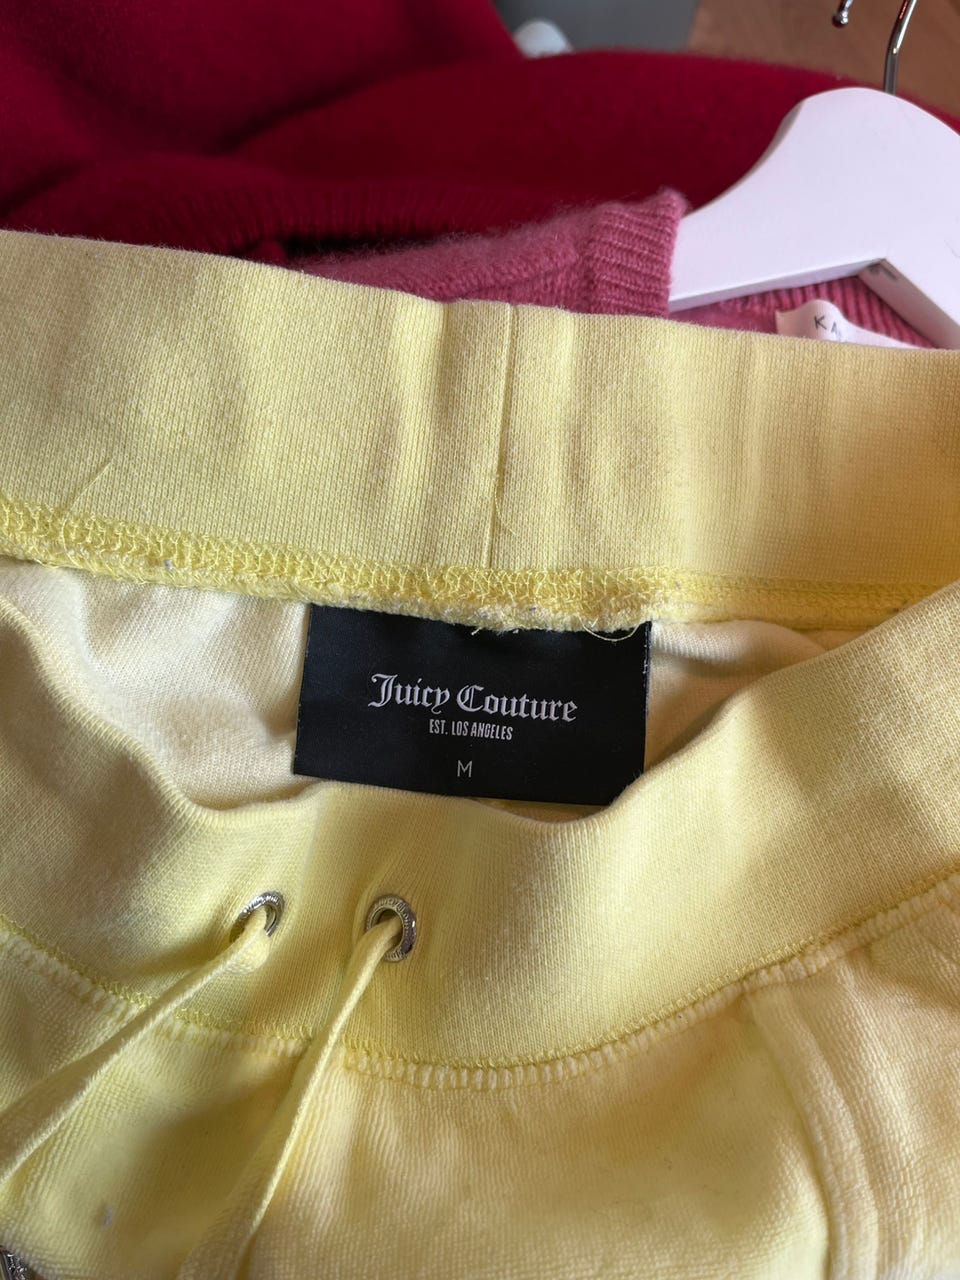 K A
Juicy Couture
EST. LOS ANGELES
M